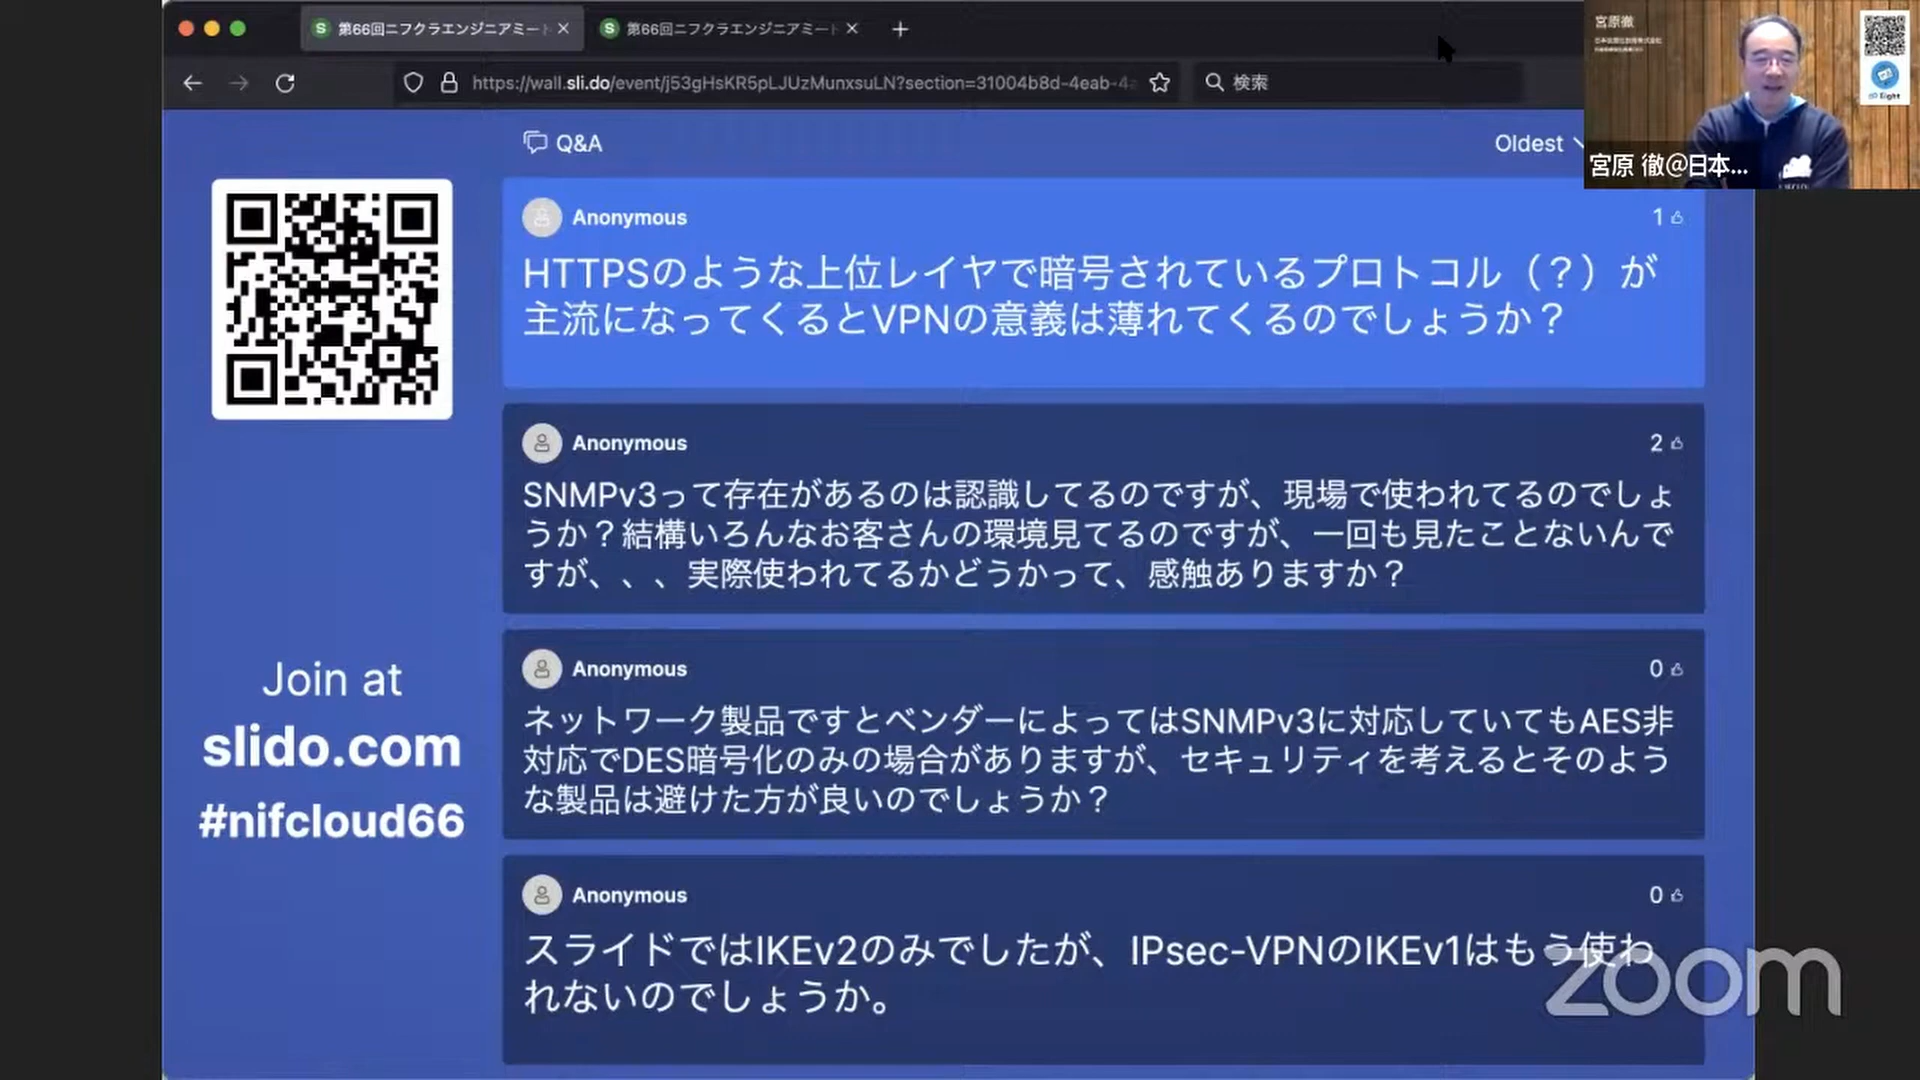 第66回ニフクラエンジニアミート
第66回ニフクラエンジニアミート
https://wall.sli.do/event/j53gHsKR5pLJUzMunxsuLN?section=31004b8d-4eab-4
検索
宮原徹
宮原 徹@日本...
Q&A
Oldest
Anonymous
1
HTTPSのような上位レイヤで暗号されているプロトコル（？）が
主流になってくるとVPNの意義は薄れてくるのでしょうか？
Anonymous
2
SNMPv3って存在があるのは認識してるのですが、現場で使われてるのでしょ
うか？結構いろんなお客さんの環境見てるのですが、一回も見たことないんで
すが、、、実際使われてるかどうかって、感触ありますか？
Anonymous
0
ネットワーク製品ですとベンダーによってはSNMPv3に対応していてもAES非
対応でDES暗号化のみの場合がありますが、セキュリティを考えるとそのよう
な製品は避けた方が良いのでしょうか？
Anonymous
0
スライドではIKEv2のみでしたが、IPsec-VPNのIKEv1はもう使わ
れないのでしょうか。
Join at
slido.com
#nifcloud66
zoom